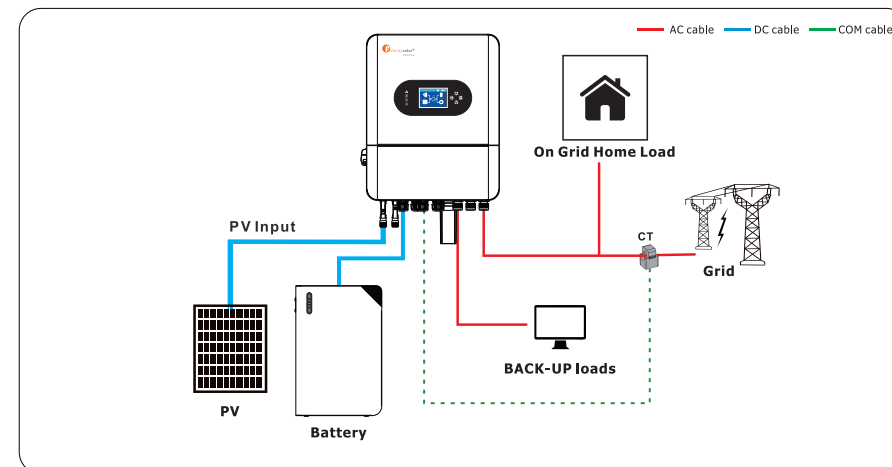 AC cable
DC cable
COM cable
On Grid Home Load
PV Input
CT
Grid
BACK-UP loads
PV
Battery